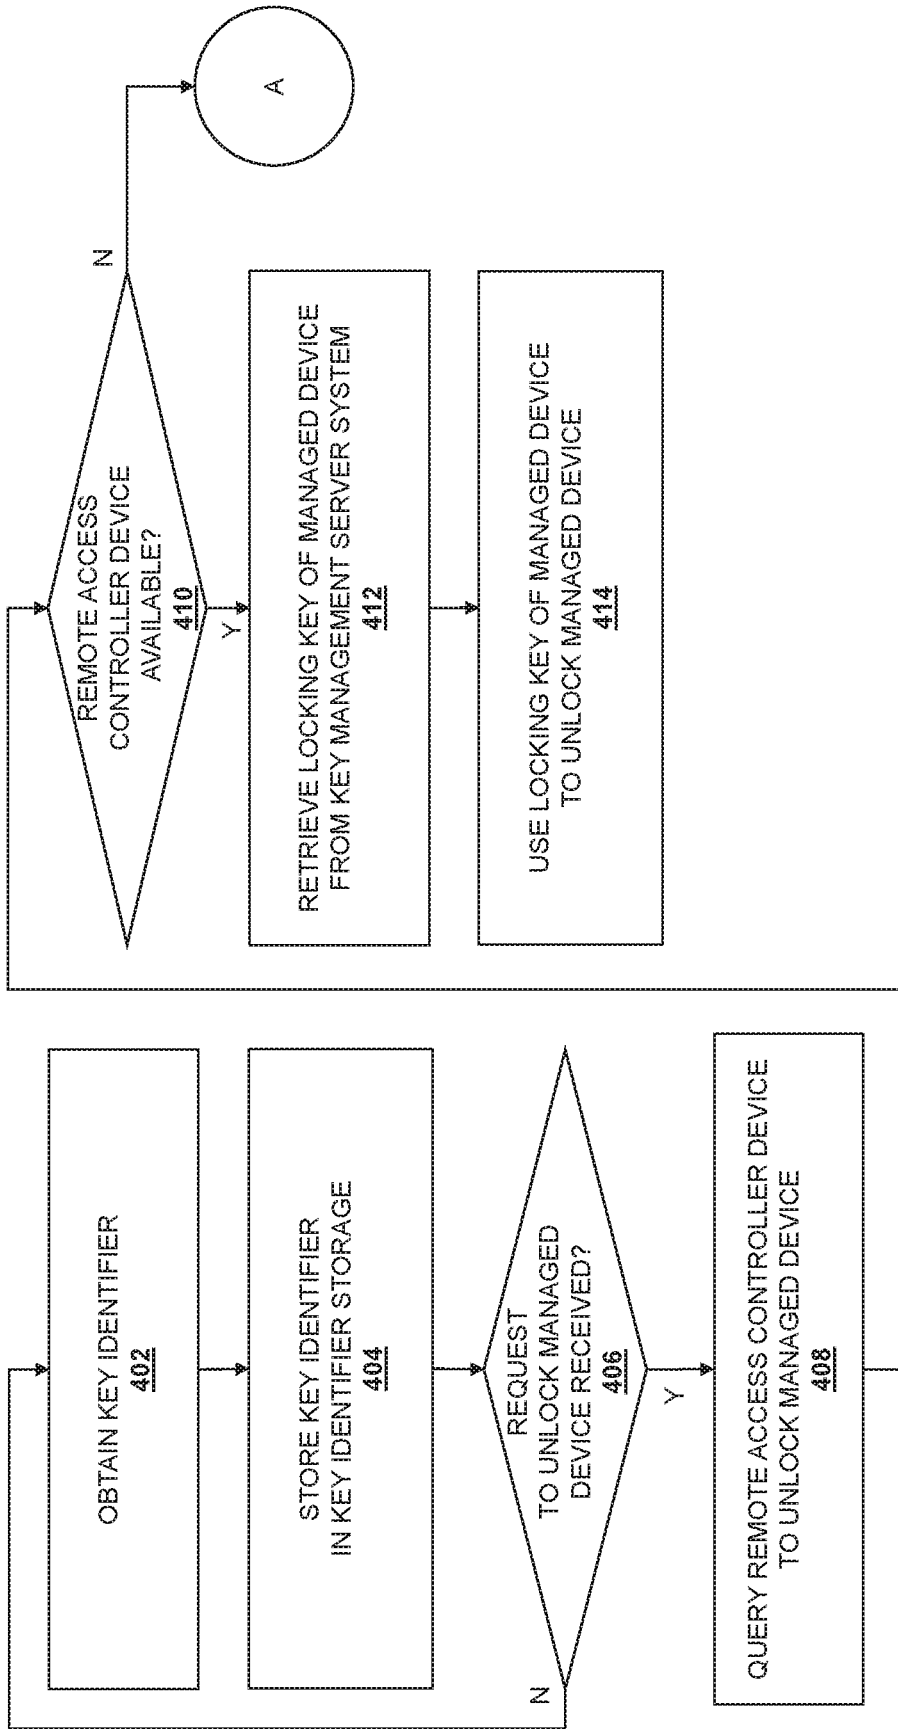 OBTAIN KEY IDENTIFIER
402
STORE KEY IDENTIFIER
IN KEY IDENTIFIER STORAGE
404
REQUEST
TO UNLOCK MANAGED
DEVICE RECEIVED?
406
N
Y
QUERY REMOTE ACCESS CONTROLLER DEVICE
TO UNLOCK MANAGED DEVICE
408
REMOTE ACCESS
CONTROLLER DEVICE
AVAILABLE?
410
N
A
Y
RETRIEVE LOCKING KEY OF MANAGED DEVICE
FROM KEY MANAGEMENT SERVER SYSTEM
412
USE LOCKING KEY OF MANAGED DEVICE
TO UNLOCK MANAGED DEVICE
414